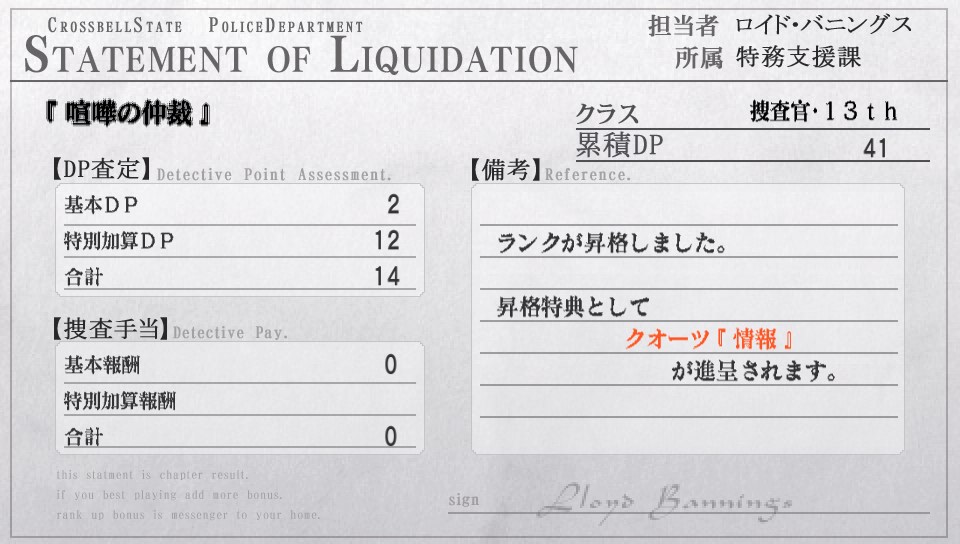 CROSSBELLSTATE POLICEDEPARTMENT
STATEMENT OF LIQUIDATION
担当者 ロイド・バニングス
所属 特務支援課
『 喧嘩の仲裁 』
クラス 捜査官・13th
累積DP 41
【DP査定】Detective Point Assessment.
基本DP 2
特別加算DP 12
合計 14
【捜査手当】Detective Pay.
基本報酬 0
特別加算報酬
合計 0
【備考】Reference.
ランクが昇格しました。
昇格特典として
クオーツ『 情報 』
が進呈されます。
this statment is chapter result.
if you best playing add more bonus.
rank up bonus is messenger to your home.
sign Lloyd Bannings